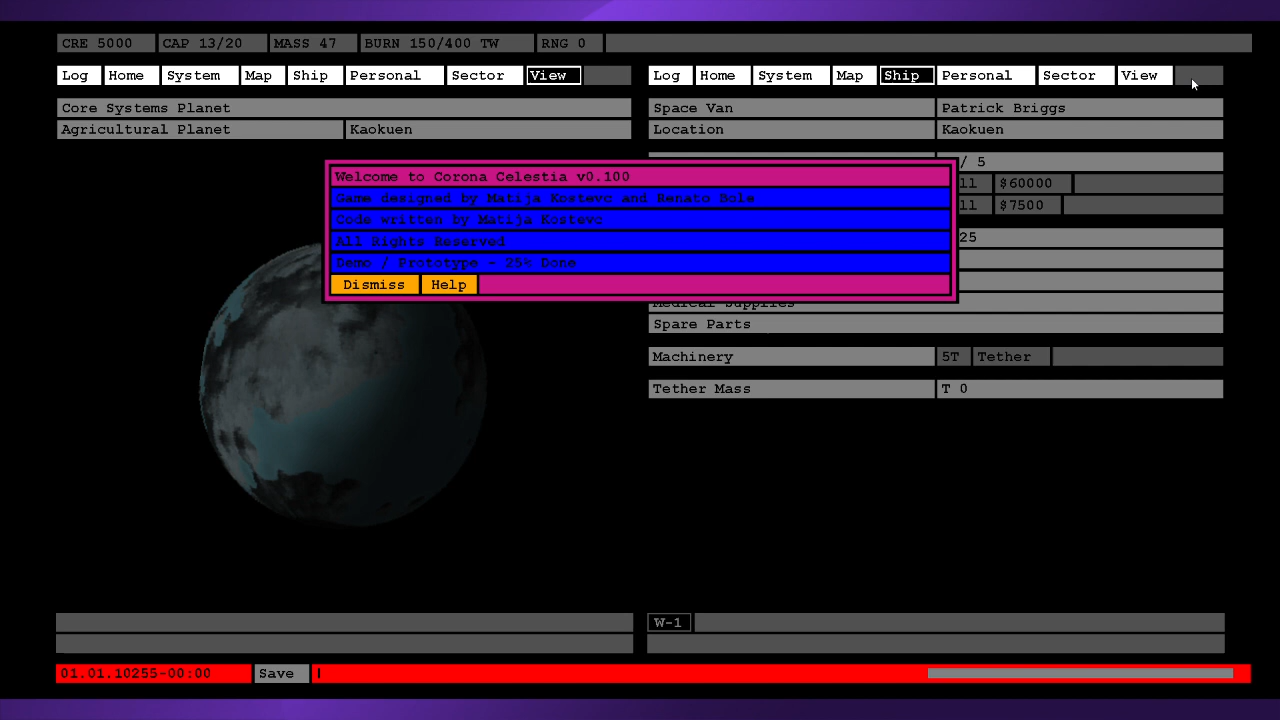 CRE 5000 CAP 13/20 MASS 47 BURN 150/400 TW RNG 0
Log Home System Map Ship Personal Sector View
Core Systems Planet
Agricultural Planet Kaokuen
Log Home System Map Ship Personal Sector View
Space Van Patrick Briggs
Location Kaokuen
/ 5
$60000
$7500
25
Medical Supplies
Spare Parts
Machinery 5T Tether
Tether Mass T 0
Welcome to Corona Celestia v0.100
Game designed by Matija Kostevc and Renato Bole
Code written by Matija Kostevc
All Rights Reserved
Demo / Prototype - 25% Done
Dismiss Help
W-1
01.01.10255-00:00 Save